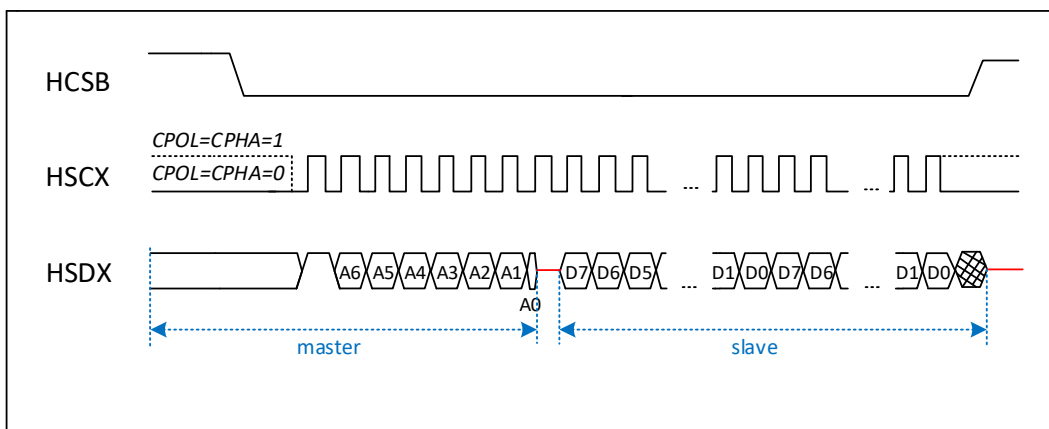 HCSB
CPOL=CPHA=1
CPOL=CPHA=0
HSCX
... ...
HSDX
A6 A5 A4 A3 A2 A1 D7 D6 D5 ... D1 D0 D7 D6 ... D1 D0
A0
master slave